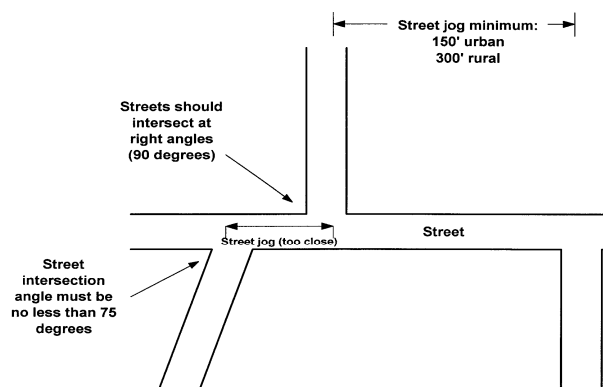 Street jog minimum:
150' urban
300' rural
Streets should
intersect at
right angles
(90 degrees)
Street jog (too close)
Street
Street
intersection
angle must be
no less than 75
degrees